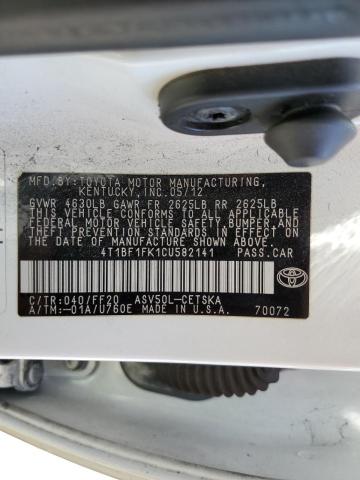 MFD.BY:TOYOTA MOTOR MANUFACTURING,
KENTUCKY, INC. 05/12
GVWR 4630LB GAWR FR 2625LB RR 2625LB
THIS VEHICLE CONFORMS TO ALL APPLICABLE
FEDERAL MOTOR VEHICLE SAFETY, BUMPER, AND
THEFT PREVENTION STANDARDS IN EFFECT ON
THE DATE OF MANUFACTURE SHOWN ABOVE.
4T1BF1FK1CU582141 PASS.CAR
C/TR:040/FF20 ASV50L-CETSKA
A/TM:-01A/U760E 70072
TOYOTA